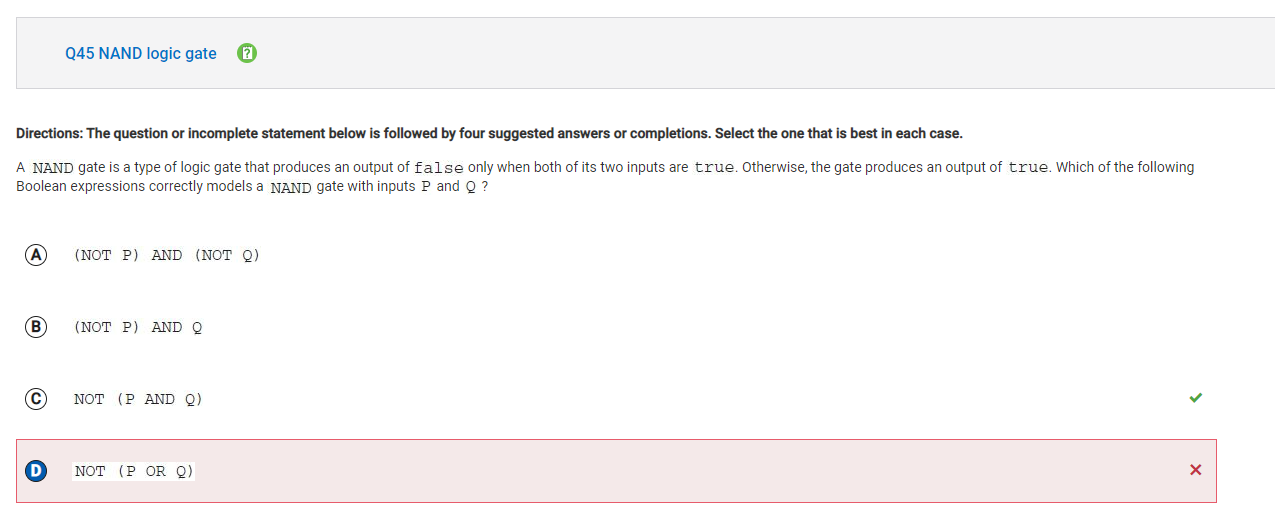 Q45 NAND logic gate
Directions: The question or incomplete statement below is followed by four suggested answers or completions. Select the one that is best in each case.
A NAND gate is a type of logic gate that produces an output of false only when both of its two inputs are true. Otherwise, the gate produces an output of true. Which of the following
Boolean expressions correctly models a NAND gate with inputs P and Q ?
A (NOT P) AND (NOT Q)
B (NOT P) AND Q
C NOT (P AND Q)
D NOT (P OR Q)